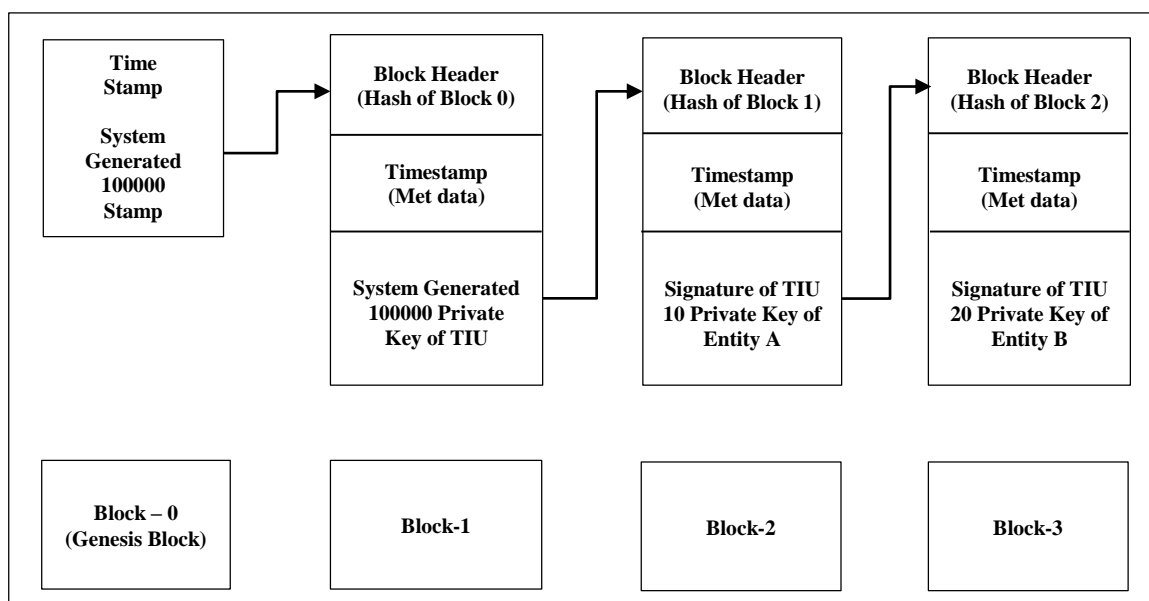 Time
Stamp
System
Generated
100000
Stamp
Block Header
(Hash of Block 0)
Timestamp
(Met data)
System Generated
100000 Private
Key of TIU
Block Header
(Hash of Block 1)
Timestamp
(Met data)
Signature of TIU
10 Private Key of
Entity A
Block Header
(Hash of Block 2)
Timestamp
(Met data)
Signature of TIU
20 Private Key of
Entity B
Block – 0
(Genesis Block)
Block-1
Block-2
Block-3